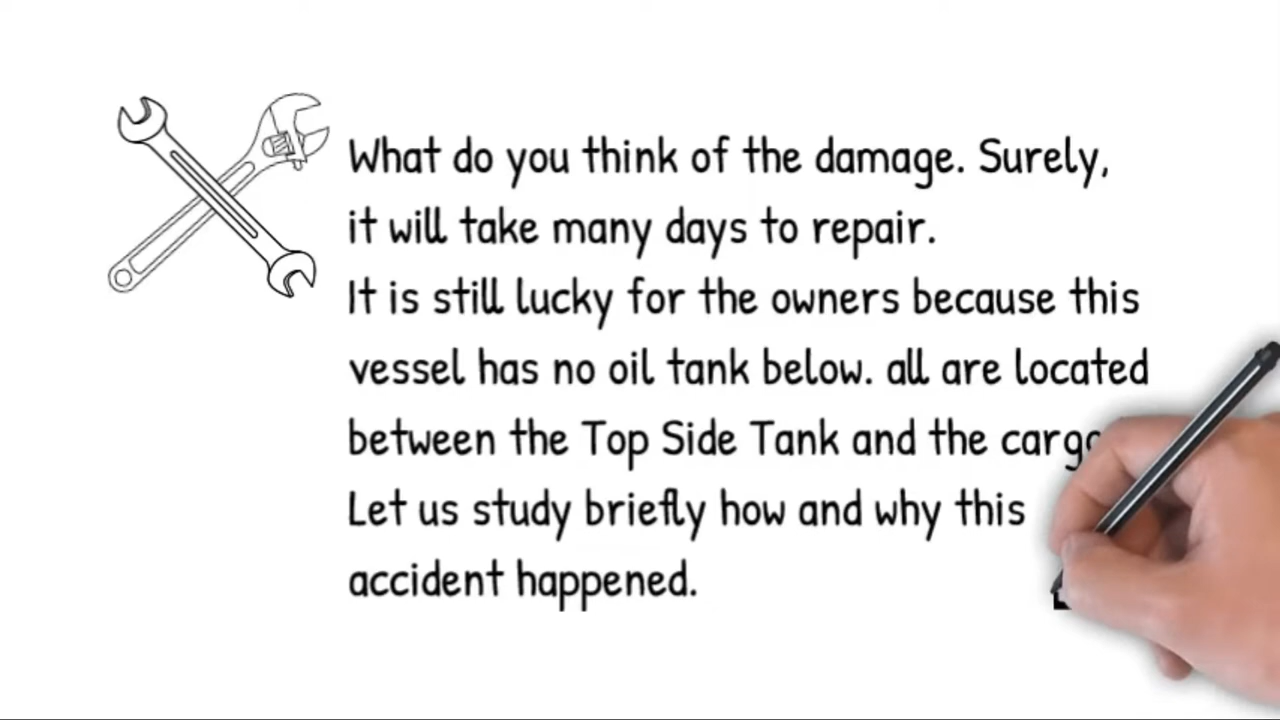 What do you think of the damage. Surely,
it will take many days to repair.
It is still lucky for the owners because this
vessel has no oil tank below. all are located
between the Top Side Tank and the
Let us study briefly how and why this
accident happened.